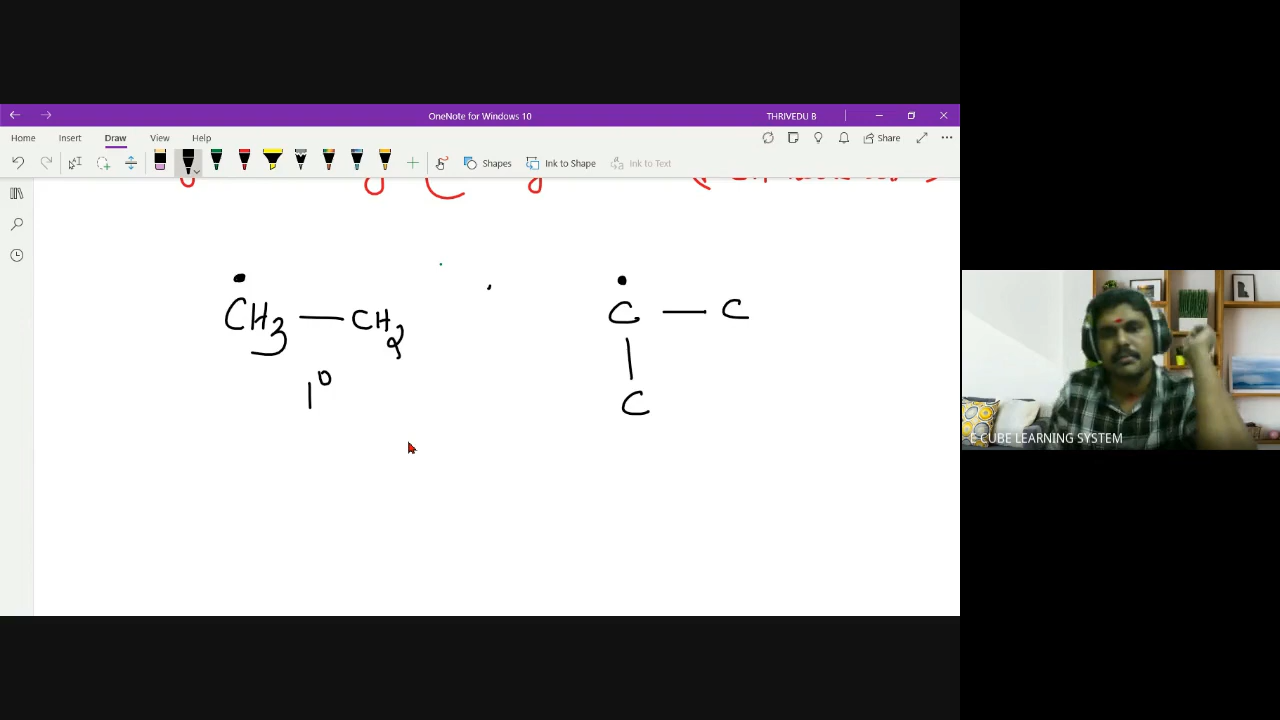 OneNote for Windows 10
THRIVEDU B
Home Insert Draw View Help
Share
Shapes Ink to Shape Ink to Text
CH3 — CH2
1°
C — C
C
E CUBE LEARNING SYSTEM